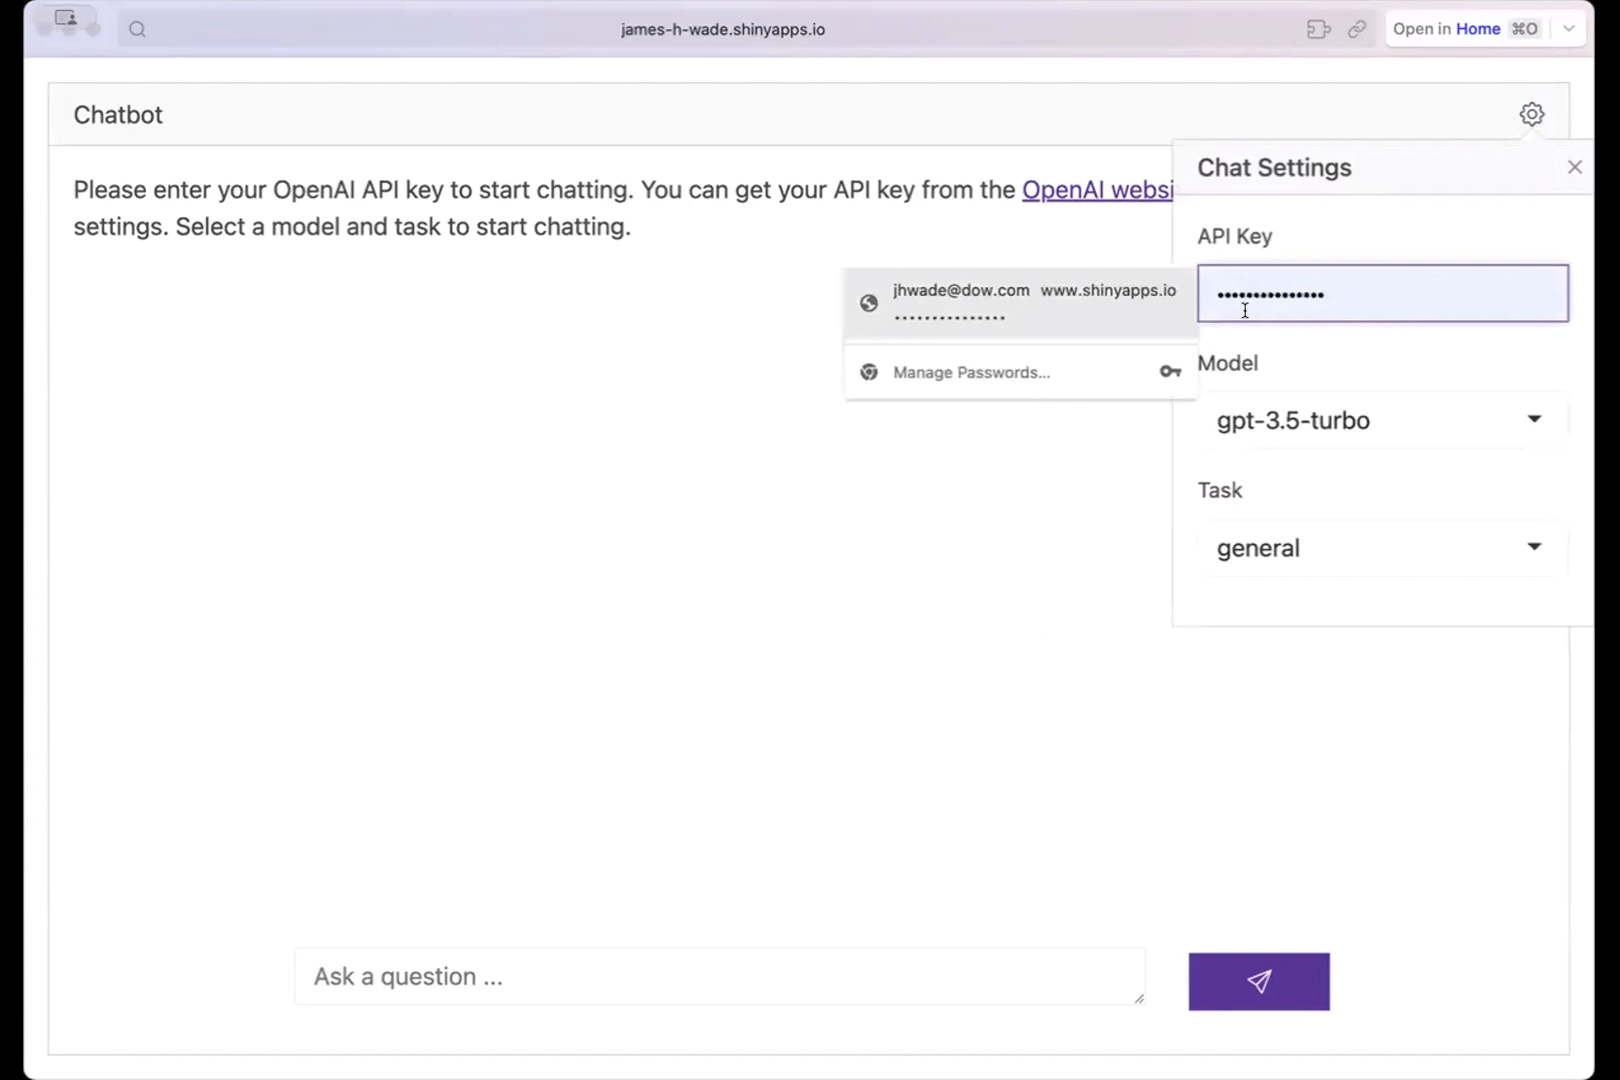 james-h-wade.shinyapps.io
Open in Home ⌘O
Chatbot
Chat Settings
Please enter your OpenAI API key to start chatting. You can get your API key from the OpenAI websi
settings. Select a model and task to start chatting.
API Key
•••••••••••••••
jhwade@dow.com www.shinyapps.io
•••••••••••••••
Manage Passwords...
Model
gpt-3.5-turbo
Task
general
Ask a question ...